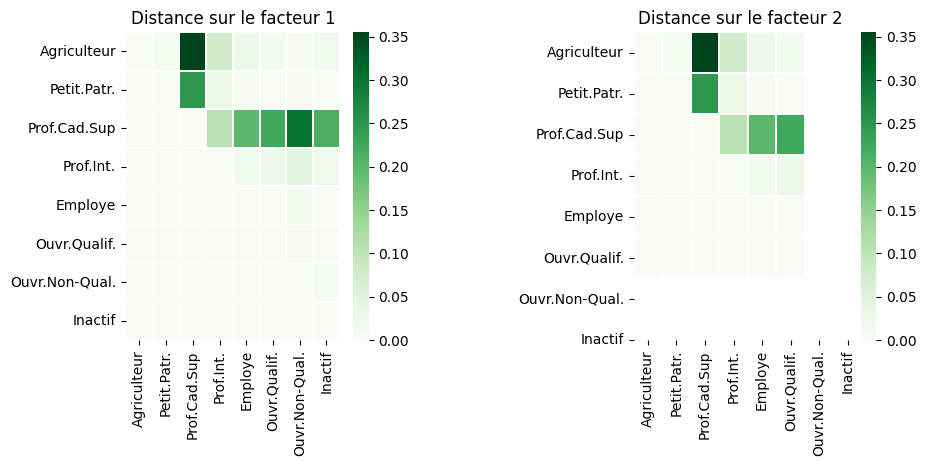 Distance sur le facteur 1
Agriculteur
Petit.Patr.
Prof.Cad.Sup
Prof.Int.
Employe
Ouvr.Qualif.
Ouvr.Non-Qual.
Inactif
Agriculteur
Petit.Patr.
Prof.Cad.Sup
Prof.Int.
Employe
Ouvr.Qualif.
Ouvr.Non-Qual.
Inactif
0.35
0.30
0.25
0.20
0.15
0.10
0.05
0.00
Distance sur le facteur 2
Agriculteur
Petit.Patr.
Prof.Cad.Sup
Prof.Int.
Employe
Ouvr.Qualif.
Ouvr.Non-Qual.
Inactif
Agriculteur
Petit.Patr.
Prof.Cad.Sup
Prof.Int.
Employe
Ouvr.Qualif.
Ouvr.Non-Qual.
Inactif
0.35
0.30
0.25
0.20
0.15
0.10
0.05
0.00